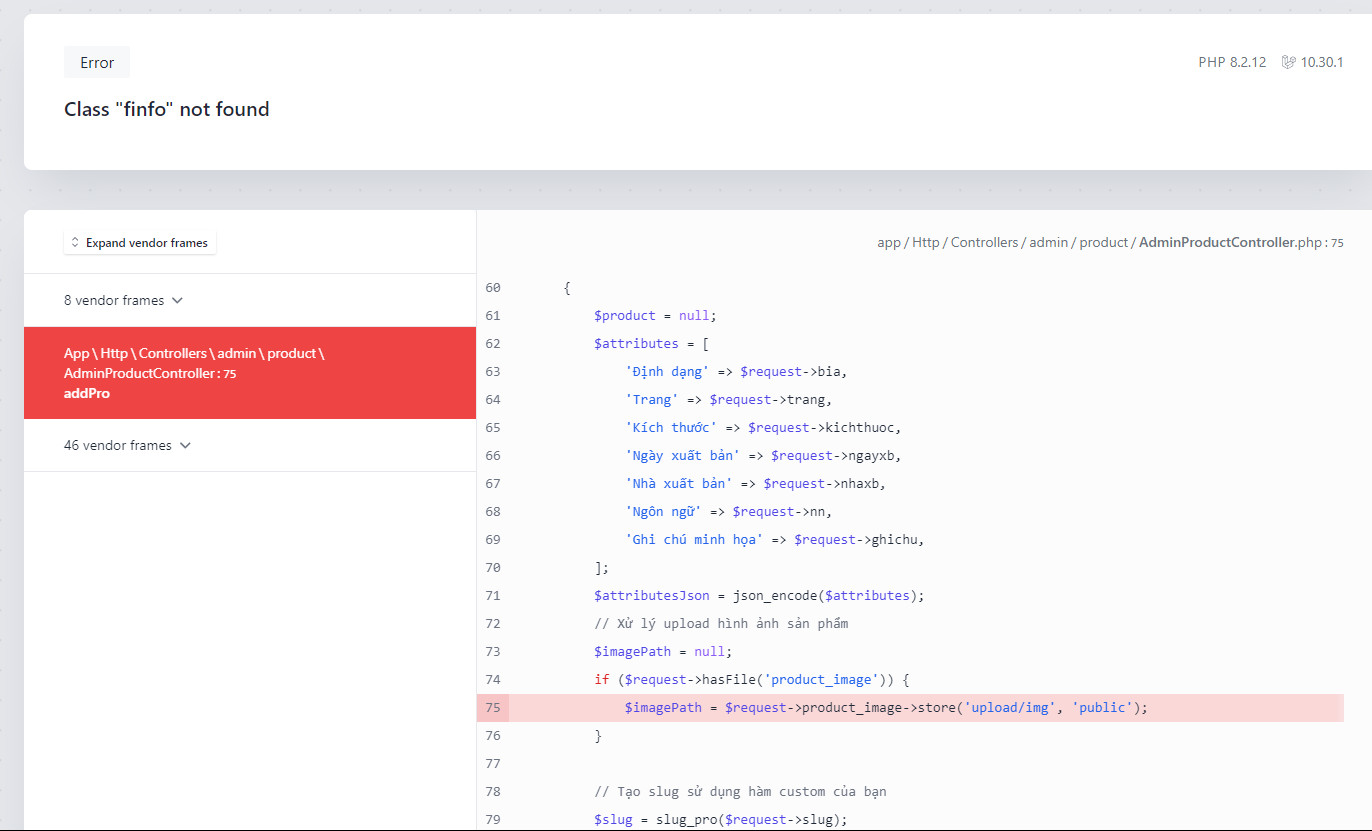 Error
PHP 8.2.12 10.30.1
Class "finfo" not found
Expand vendor frames
8 vendor frames
App\Http\Controllers\admin\product\
AdminProductController:75
addPro
46 vendor frames
app/Http/Controllers/admin/product/AdminProductController.php:75
60 {
61 $product = null;
62 $attributes = [
63 'Định dạng' => $request->bia,
64 'Trang' => $request->trang,
65 'Kích thước' => $request->kichthuoc,
66 'Ngày xuất bản' => $request->ngayxb,
67 'Nhà xuất bản' => $request->nhaxb,
68 'Ngôn ngữ' => $request->nn,
69 'Ghi chú minh họa' => $request->ghichu,
70 ];
71 $attributesJson = json_encode($attributes);
72 // Xử lý upload hình ảnh sản phẩm
73 $imagePath = null;
74 if ($request->hasFile('product_image')) {
75 $imagePath = $request->product_image->store('upload/img', 'public');
76 }
77
78 // Tạo slug sử dụng hàm custom của bạn
79 $slug = slug_pro($request->slug);